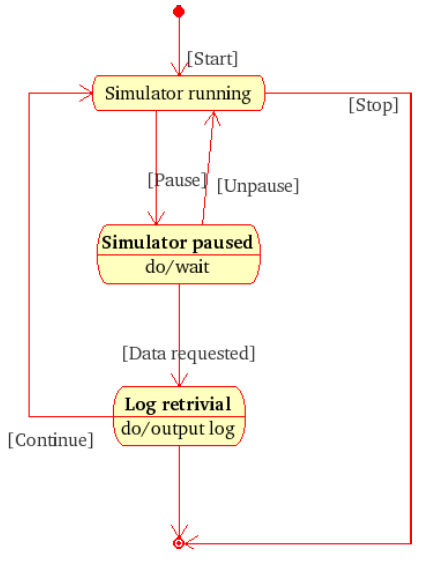 [Start]
Simulator running
[Stop]
[Pause]
[Unpause]
Simulator paused
do/wait
[Data requested]
Log retrivial
do/output log
[Continue]